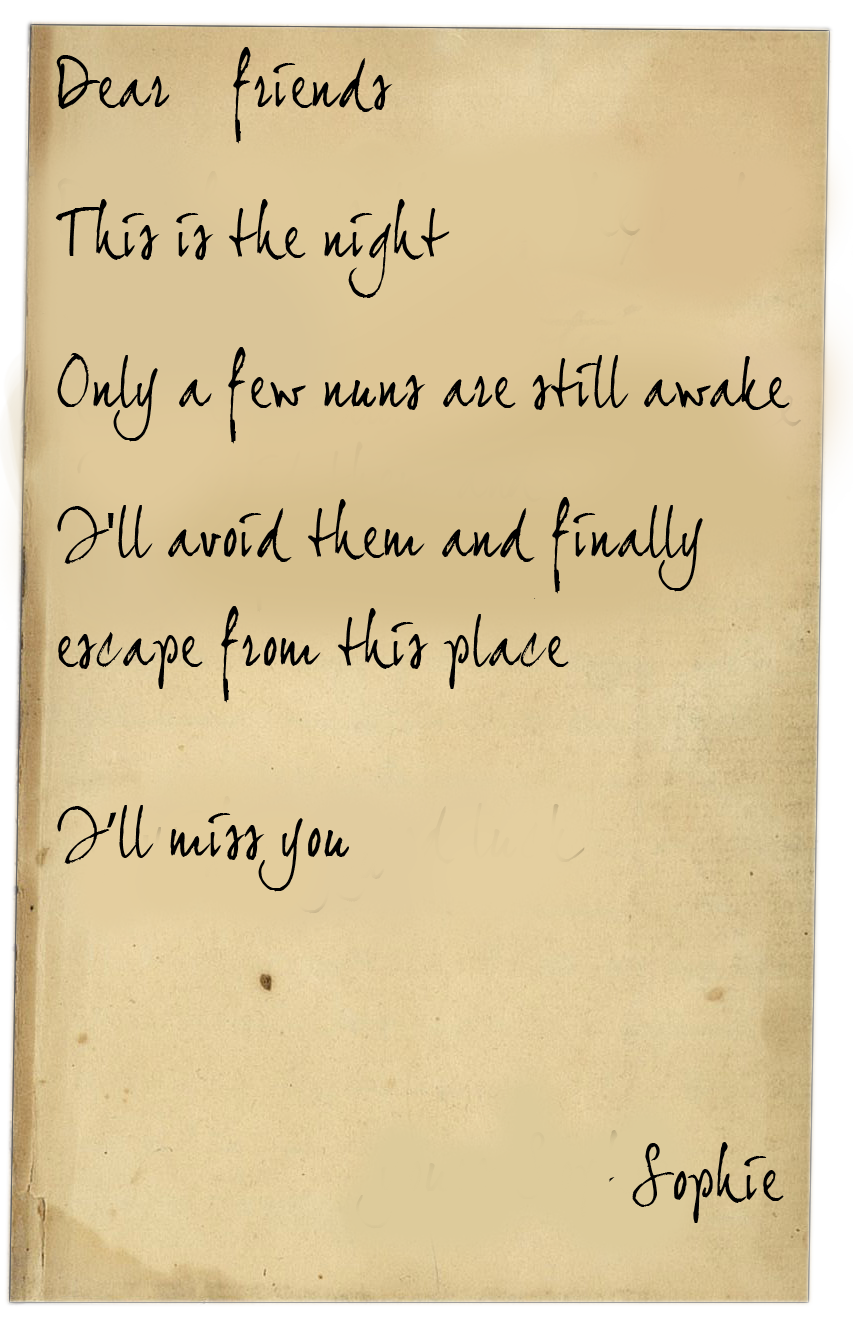 Dear friends
This is the night
Only a few nuns are still awake
I'll avoid them and finally
escape from this place
I'll miss you
Sophie